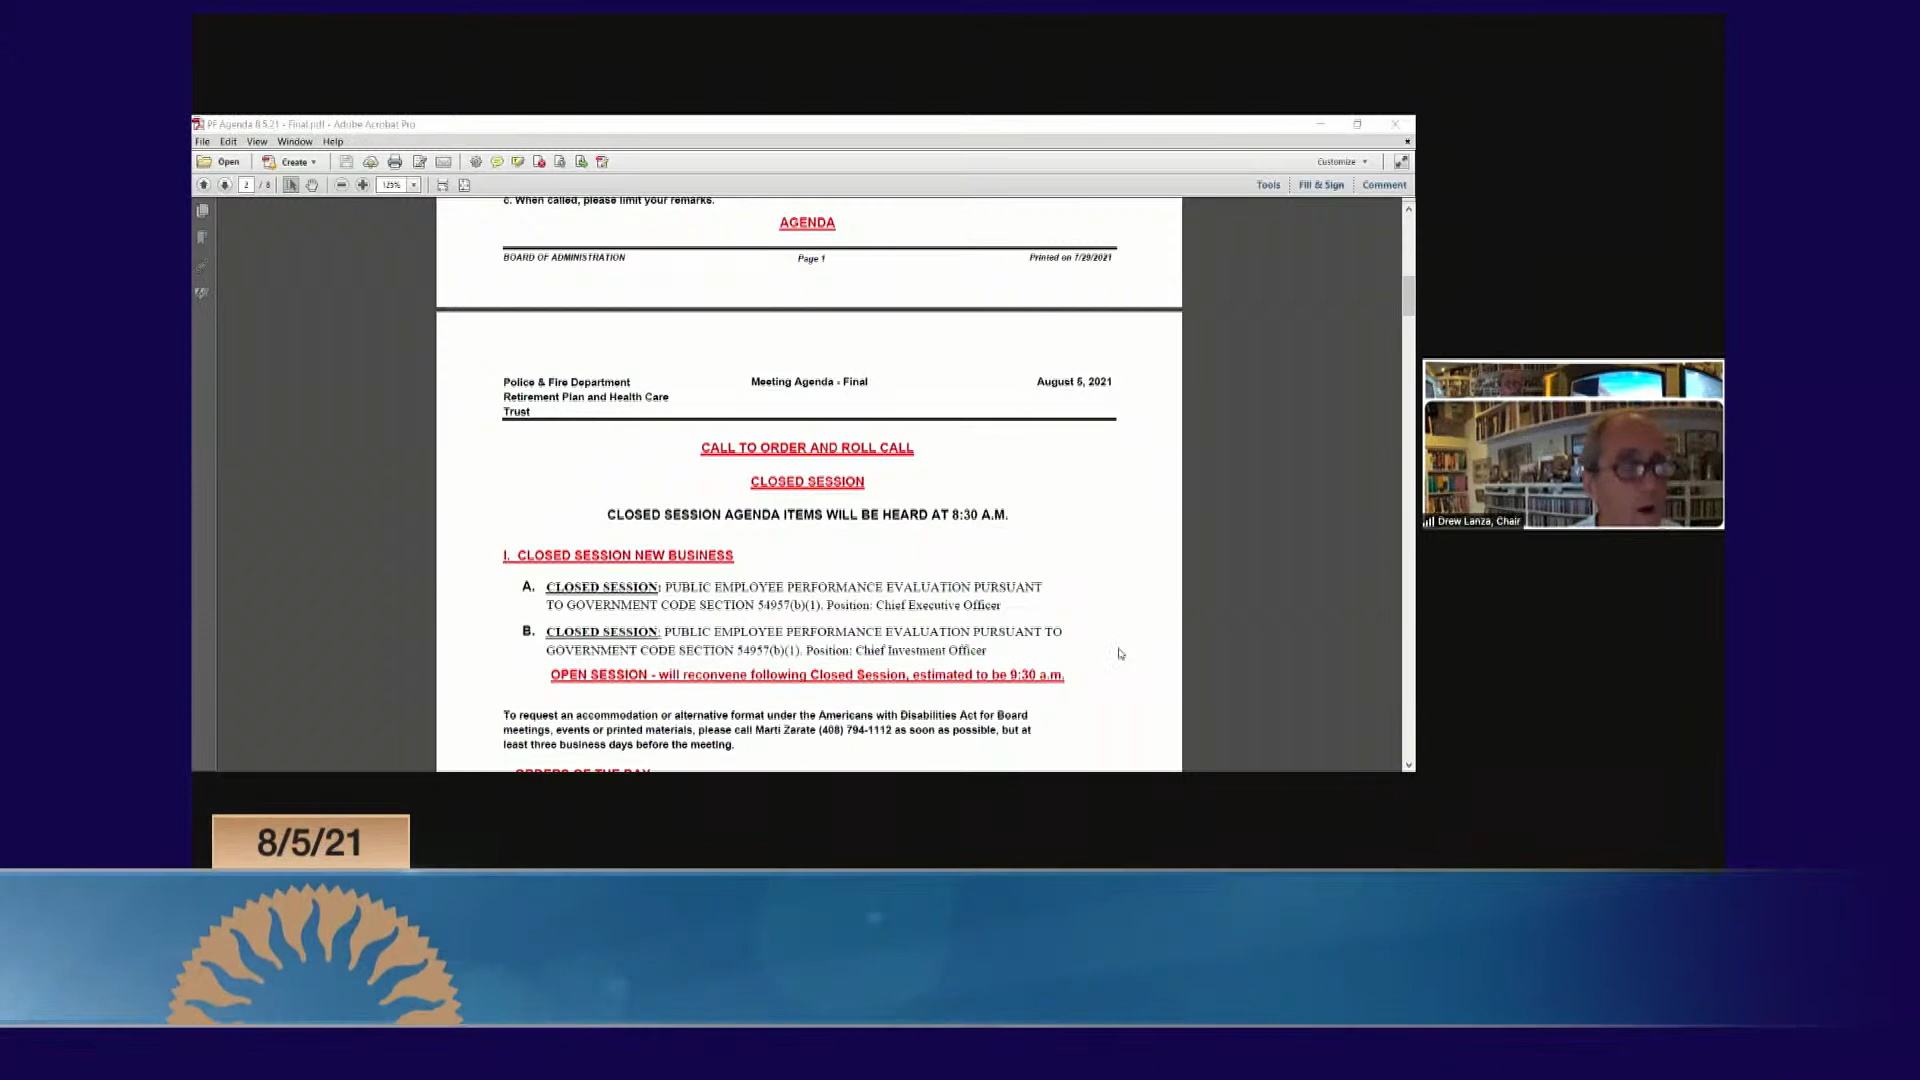 PF Agenda 8.5.21 - Final.pdf - Adobe Acrobat Pro
File Edit View Window Help
Open Create Customize
2 / 8 125% Tools Fill & Sign Comment
c. When called, please limit your remarks.
AGENDA
BOARD OF ADMINISTRATION Page 1 Printed on 7/29/2021
Police & Fire Department Meeting Agenda - Final August 5, 2021
Retirement Plan and Health Care
Trust
CALL TO ORDER AND ROLL CALL
CLOSED SESSION
CLOSED SESSION AGENDA ITEMS WILL BE HEARD AT 8:30 A.M.
I. CLOSED SESSION NEW BUSINESS
A. CLOSED SESSION: PUBLIC EMPLOYEE PERFORMANCE EVALUATION PURSUANT
TO GOVERNMENT CODE SECTION 54957(b)(1). Position: Chief Executive Officer
B. CLOSED SESSION: PUBLIC EMPLOYEE PERFORMANCE EVALUATION PURSUANT TO
GOVERNMENT CODE SECTION 54957(b)(1). Position: Chief Investment Officer
OPEN SESSION - will reconvene following Closed Session, estimated to be 9:30 a.m.
To request an accommodation or alternative format under the Americans with Disabilities Act for Board
meetings, events or printed materials, please call Marti Zarate (408) 794-1112 as soon as possible, but at
least three business days before the meeting.
ORDERS OF THE DAY
Drew Lanza, Chair
8/5/21